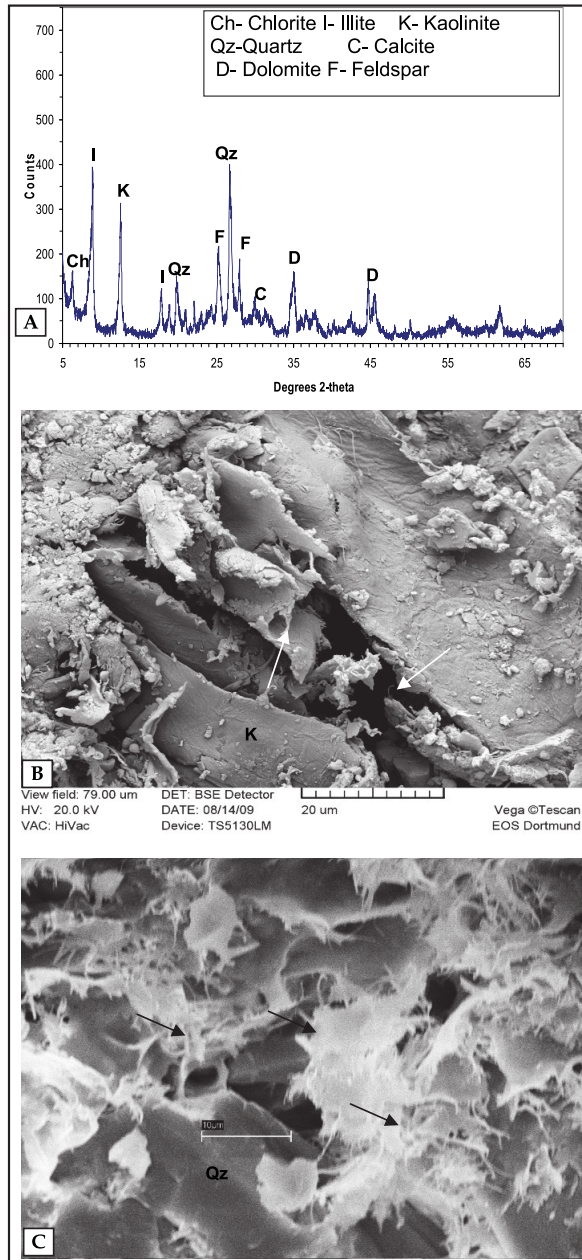 Ch- Chlorite I- Illite K- Kaolinite
Qz-Quartz C- Calcite
D- Dolomite F- Feldspar
750
700
600
500
400
300
200
100
0
Counts
Ch
I
K
I
Qz
F
Qz
F
C
D
D
5 15 25 35 45 55 65
Degrees 2-theta
A
K
B
View field: 79.00 um DET: BSE Detector
HV: 20.0 kV DATE: 08/14/09 20 um Vega ©Tescan
VAC: HiVac Device: TS5130LM EOS Dortmund
10µm
Qz
C